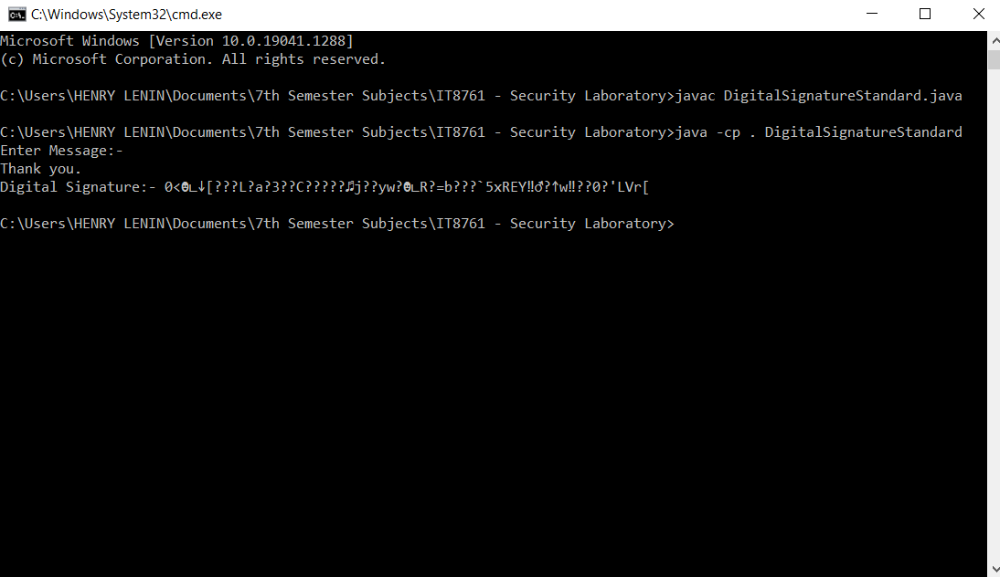 C:\Windows\System32\cmd.exe
Microsoft Windows [Version 10.0.19041.1288]
(c) Microsoft Corporation. All rights reserved.
C:\Users\HENRY LENIN\Documents\7th Semester Subjects\IT8761 - Security Laboratory>javac DigitalSignatureStandard.java
C:\Users\HENRY LENIN\Documents\7th Semester Subjects\IT8761 - Security Laboratory>java -cp . DigitalSignatureStandard
Enter Message:-
Thank you.
Digital Signature:- 0<☻∟↓[???L?a?3??C?????♬j??yw?☻∟R?=b???`5xREY‼♂?↑w‼??0?'LVr[
C:\Users\HENRY LENIN\Documents\7th Semester Subjects\IT8761 - Security Laboratory>